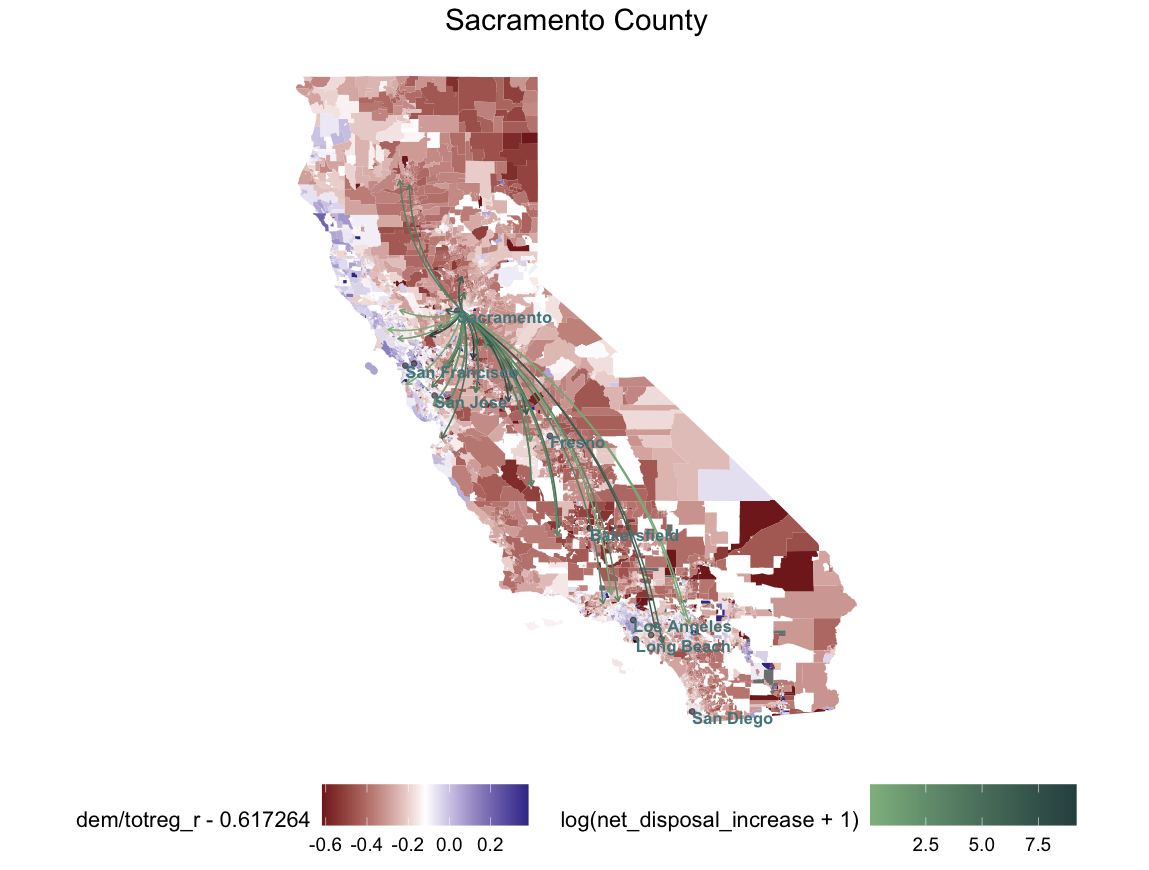 Sacramento County
Sacramento
San Francisco
San Jose
Fresno
Bakersfield
Los Angeles
Long Beach
San Diego
dem/totreg_r - 0.617264
-0.6 -0.4 -0.2 0.0 0.2
log(net_disposal_increase + 1)
2.5 5.0 7.5